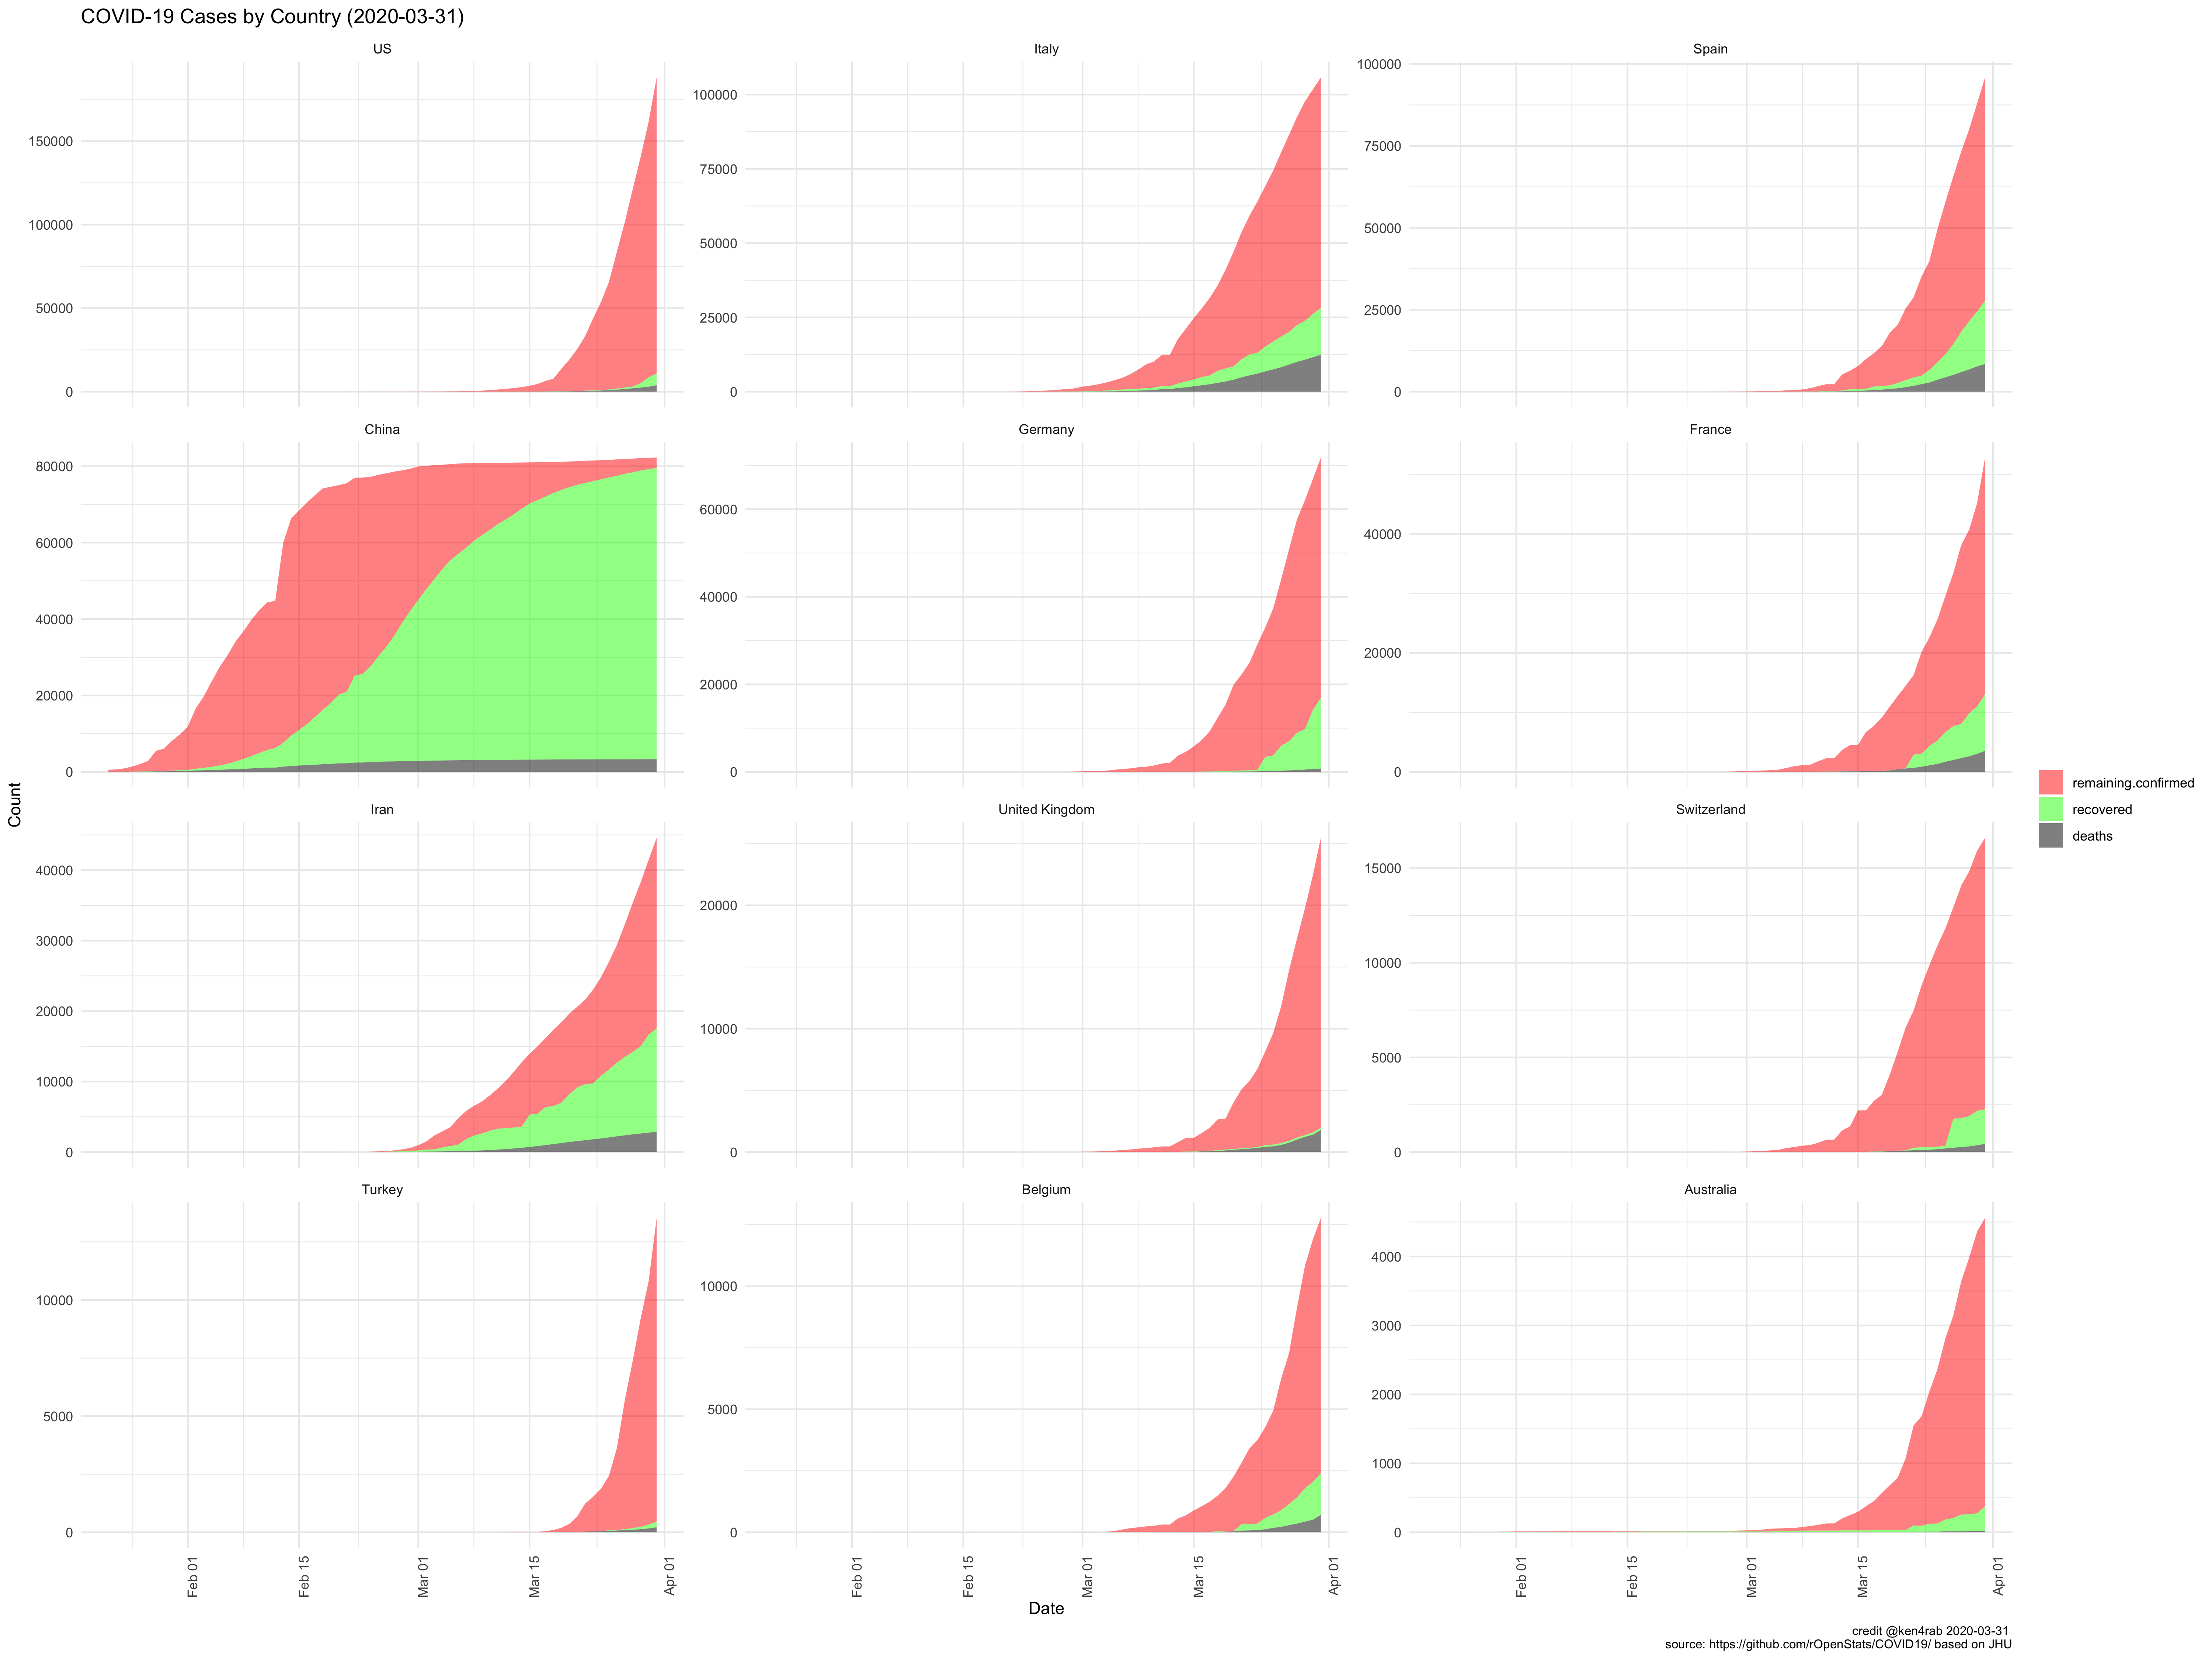 COVID-19 Cases by Country (2020-03-31)
US
Italy
Spain
150000
100000
50000
0
100000
75000
50000
25000
0
100000
75000
50000
25000
0
China
Germany
France
80000
60000
40000
20000
0
60000
40000
20000
0
40000
20000
0
Count
remaining.confirmed
recovered
deaths
Iran
United Kingdom
Switzerland
40000
30000
20000
10000
0
20000
10000
0
15000
10000
5000
0
Turkey
Belgium
Australia
10000
5000
0
10000
5000
0
4000
3000
2000
1000
0
Feb 01
Feb 15
Mar 01
Mar 15
Apr 01
Feb 01
Feb 15
Mar 01
Mar 15
Apr 01
Feb 01
Feb 15
Mar 01
Mar 15
Apr 01
Date
credit @ken4rab 2020-03-31
source: https://github.com/rOpenStats/COVID19/ based on JHU